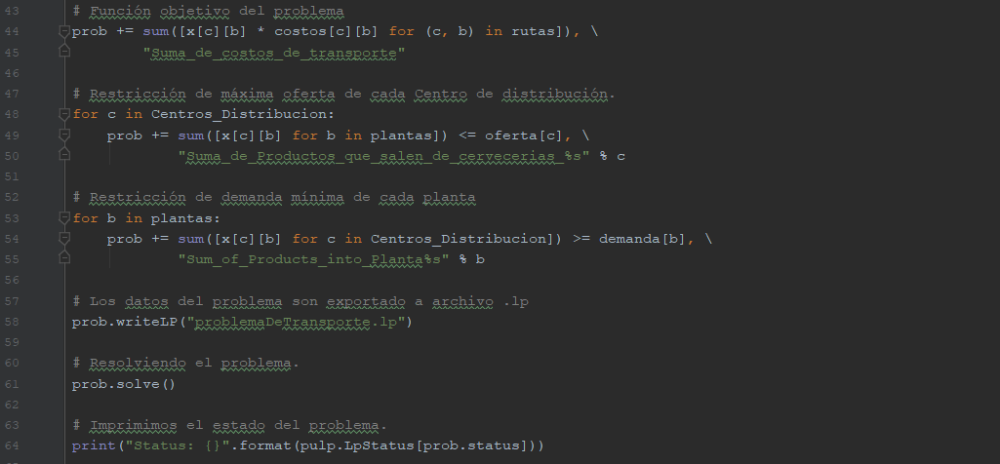 43 # Función objetivo del problema
44 prob += sum([x[c][b] * costos[c][b] for (c, b) in rutas]), \
45 "Suma_de_costos_de_transporte"
46
47 # Restricción de máxima oferta de cada Centro de distribución.
48 for c in Centros_Distribucion:
49 prob += sum([x[c][b] for b in plantas]) <= oferta[c], \
50 "Suma_de_Productos_que_salen_de_cervecerias_%s" % c
51
52 # Restricción de demanda mínima de cada planta
53 for b in plantas:
54 prob += sum([x[c][b] for c in Centros_Distribucion]) >= demanda[b], \
55 "Sum_of_Products_into_Planta%s" % b
56
57 # Los datos del problema son exportado a archivo .lp
58 prob.writeLP("problemaDeTransporte.lp")
59
60 # Resolviendo el problema.
61 prob.solve()
62
63 # Imprimimos el estado del problema.
64 print("Status: {}".format(pulp.LpStatus[prob.status]))